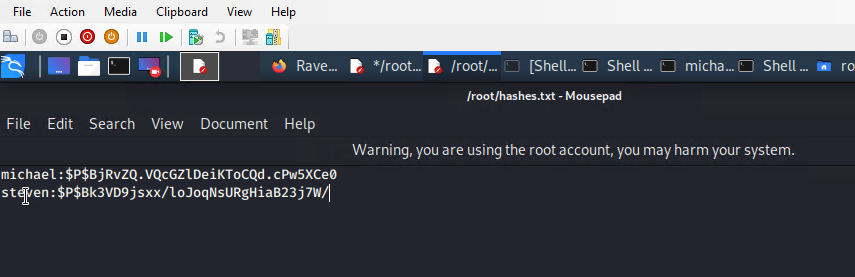 File Action Media Clipboard View Help
Rave... */root... /root/... [Shell... Shell ... micha... Shell ... ro
/root/hashes.txt - Mousepad
File Edit Search View Document Help
Warning, you are using the root account, you may harm your system.
michael:$P$BjRvZQ.VQcGZlDeiKToCQd.cPw5XCe0
steven:$P$Bk3VD9jsxx/loJoqNsURgHiaB23j7W/